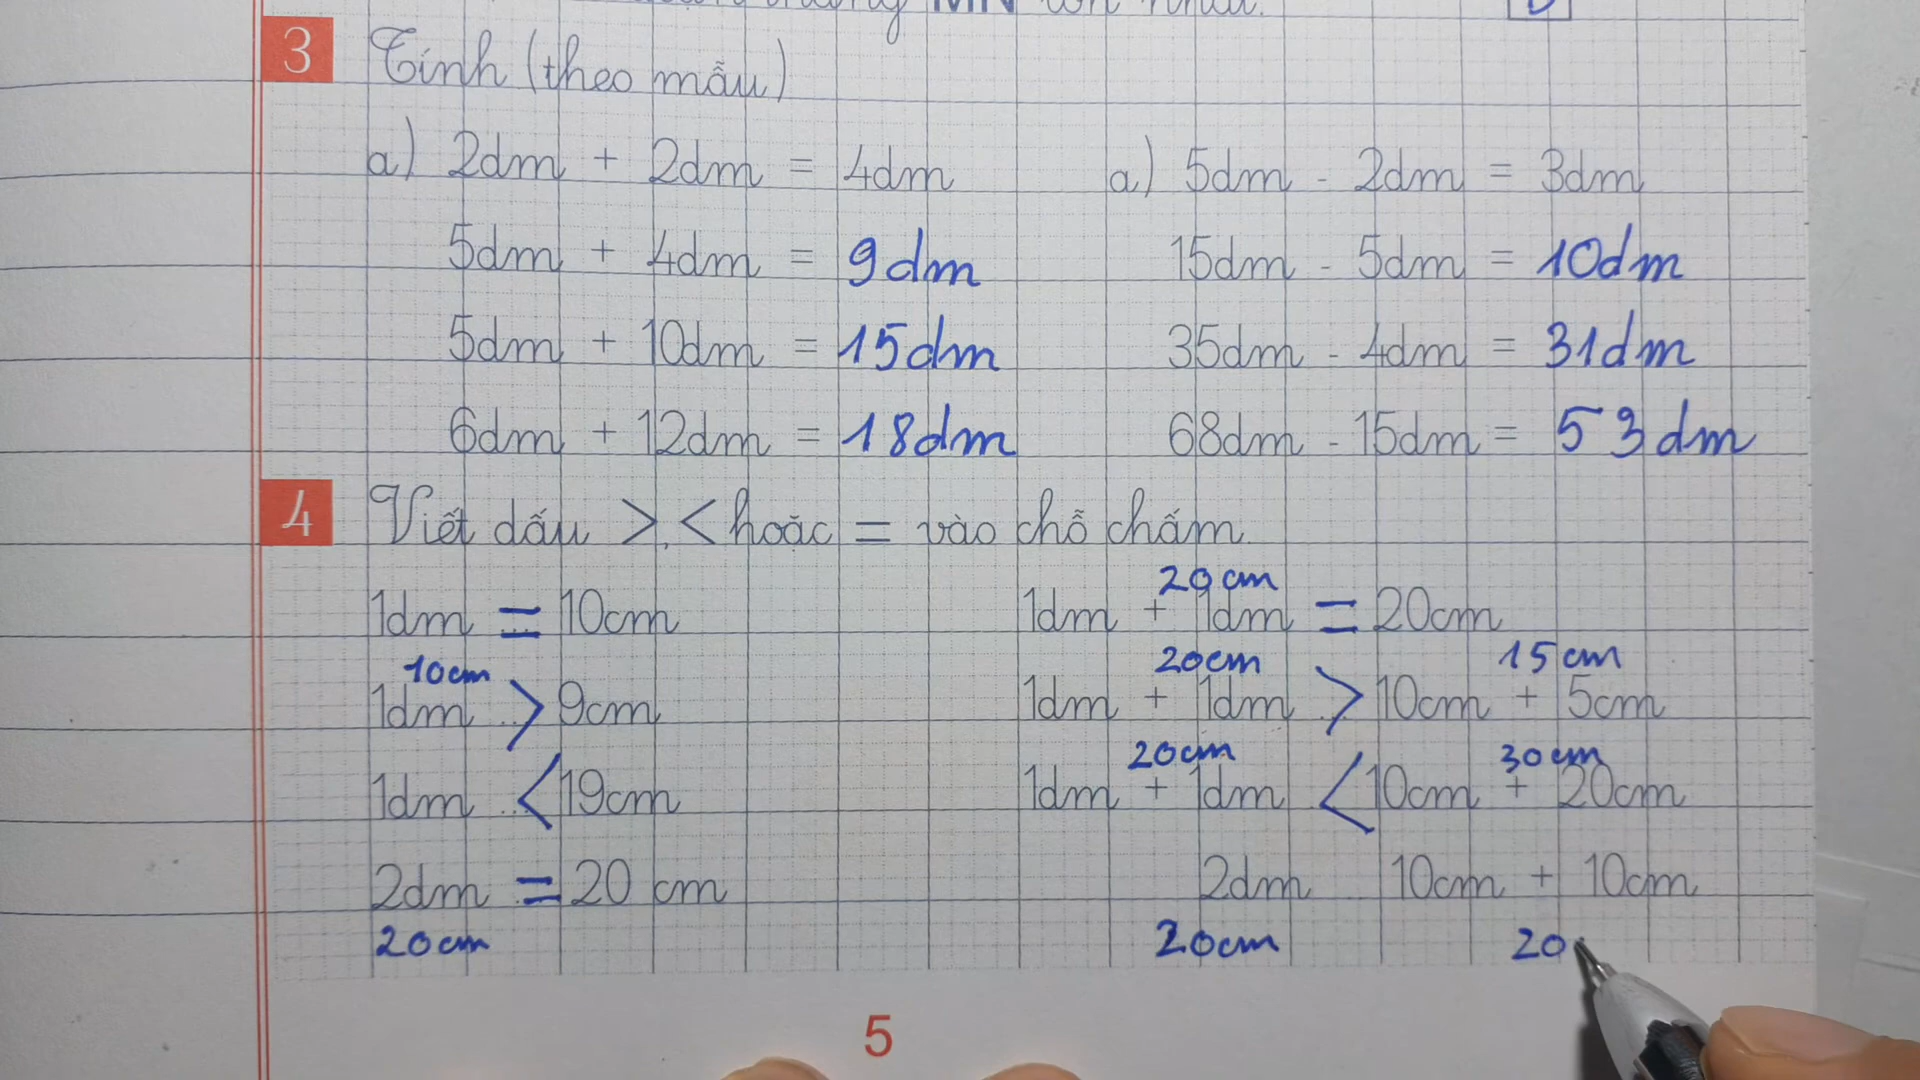 MN
3 Tính (theo mẫu)
a) 2dm + 2dm = 4dm a) 5dm - 2dm = 3dm
5dm + 4dm = 9dm 15dm - 5dm = 10dm
5dm + 10dm = 15dm 35dm - 4dm = 31dm
6dm + 12dm = 18dm 68dm - 15dm = 53dm
4 Viết dấu >, < hoặc = vào chỗ chấm.
20cm
1dm = 10cm 1dm + 1dm = 20cm
10cm 20cm 15cm
1dm > 9cm 1dm + 1dm > 10cm + 5cm
20cm 30cm
1dm < 19cm 1dm + 1dm < 10cm + 20cm
2dm = 20 cm 2dm 10cm + 10cm
20cm 20cm 20
5